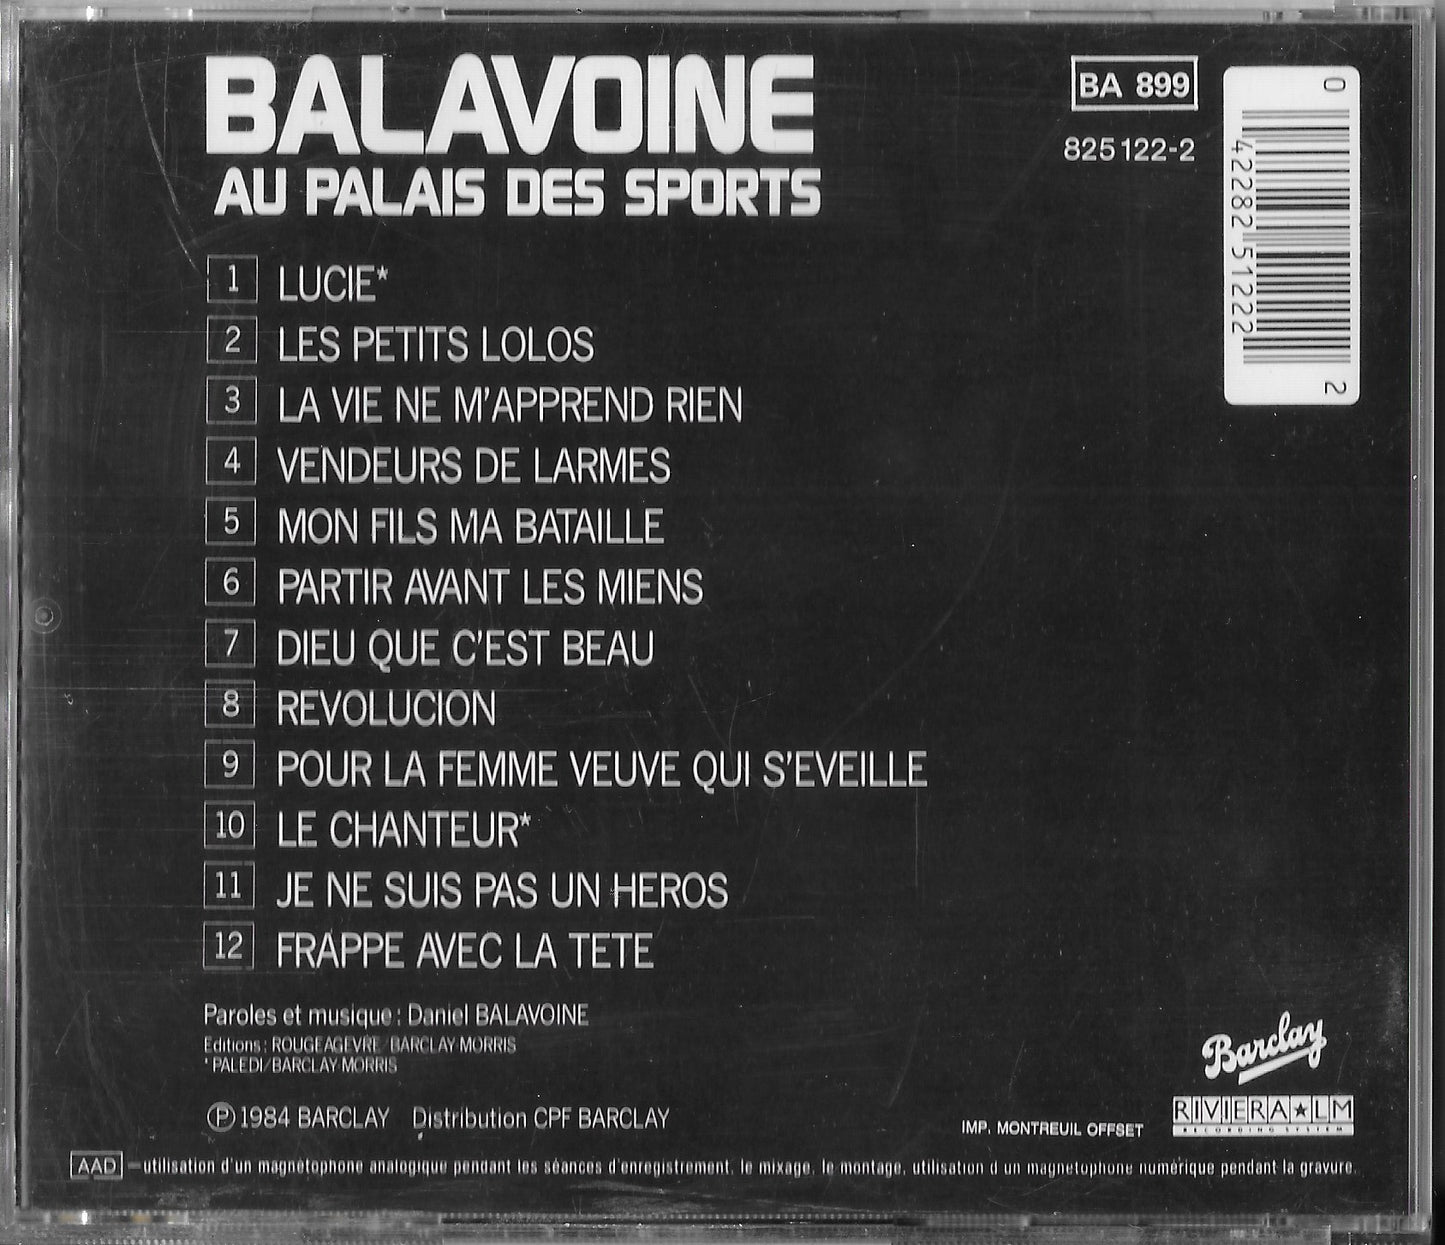 BALAVOINE
AU PALAIS DES SPORTS
BA 899
825 122-2
0 42282 51222 2
1 LUCIE*
2 LES PETITS LOLOS
3 LA VIE NE M'APPREND RIEN
4 VENDEURS DE LARMES
5 MON FILS MA BATAILLE
6 PARTIR AVANT LES MIENS
7 DIEU QUE C'EST BEAU
8 REVOLUCION
9 POUR LA FEMME VEUVE QUI S'EVEILLE
10 LE CHANTEUR*
11 JE NE SUIS PAS UN HEROS
12 FRAPPE AVEC LA TETE
Paroles et musique : Daniel BALAVOINE
Editions : ROUGEAGEVRE/BARCLAY-MORRIS
* PALEDI/BARCLAY-MORRIS
℗ 1984 BARCLAY Distribution CPF BARCLAY
IMP. MONTREUIL OFFSET
Barclay
RIVIERA★LM
RECORDING SYSTEM
AAD – utilisation d'un magnétophone analogique pendant les séances d'enregistrement, le mixage, le montage, utilisation d'un magnétophone numérique pendant la gravure.